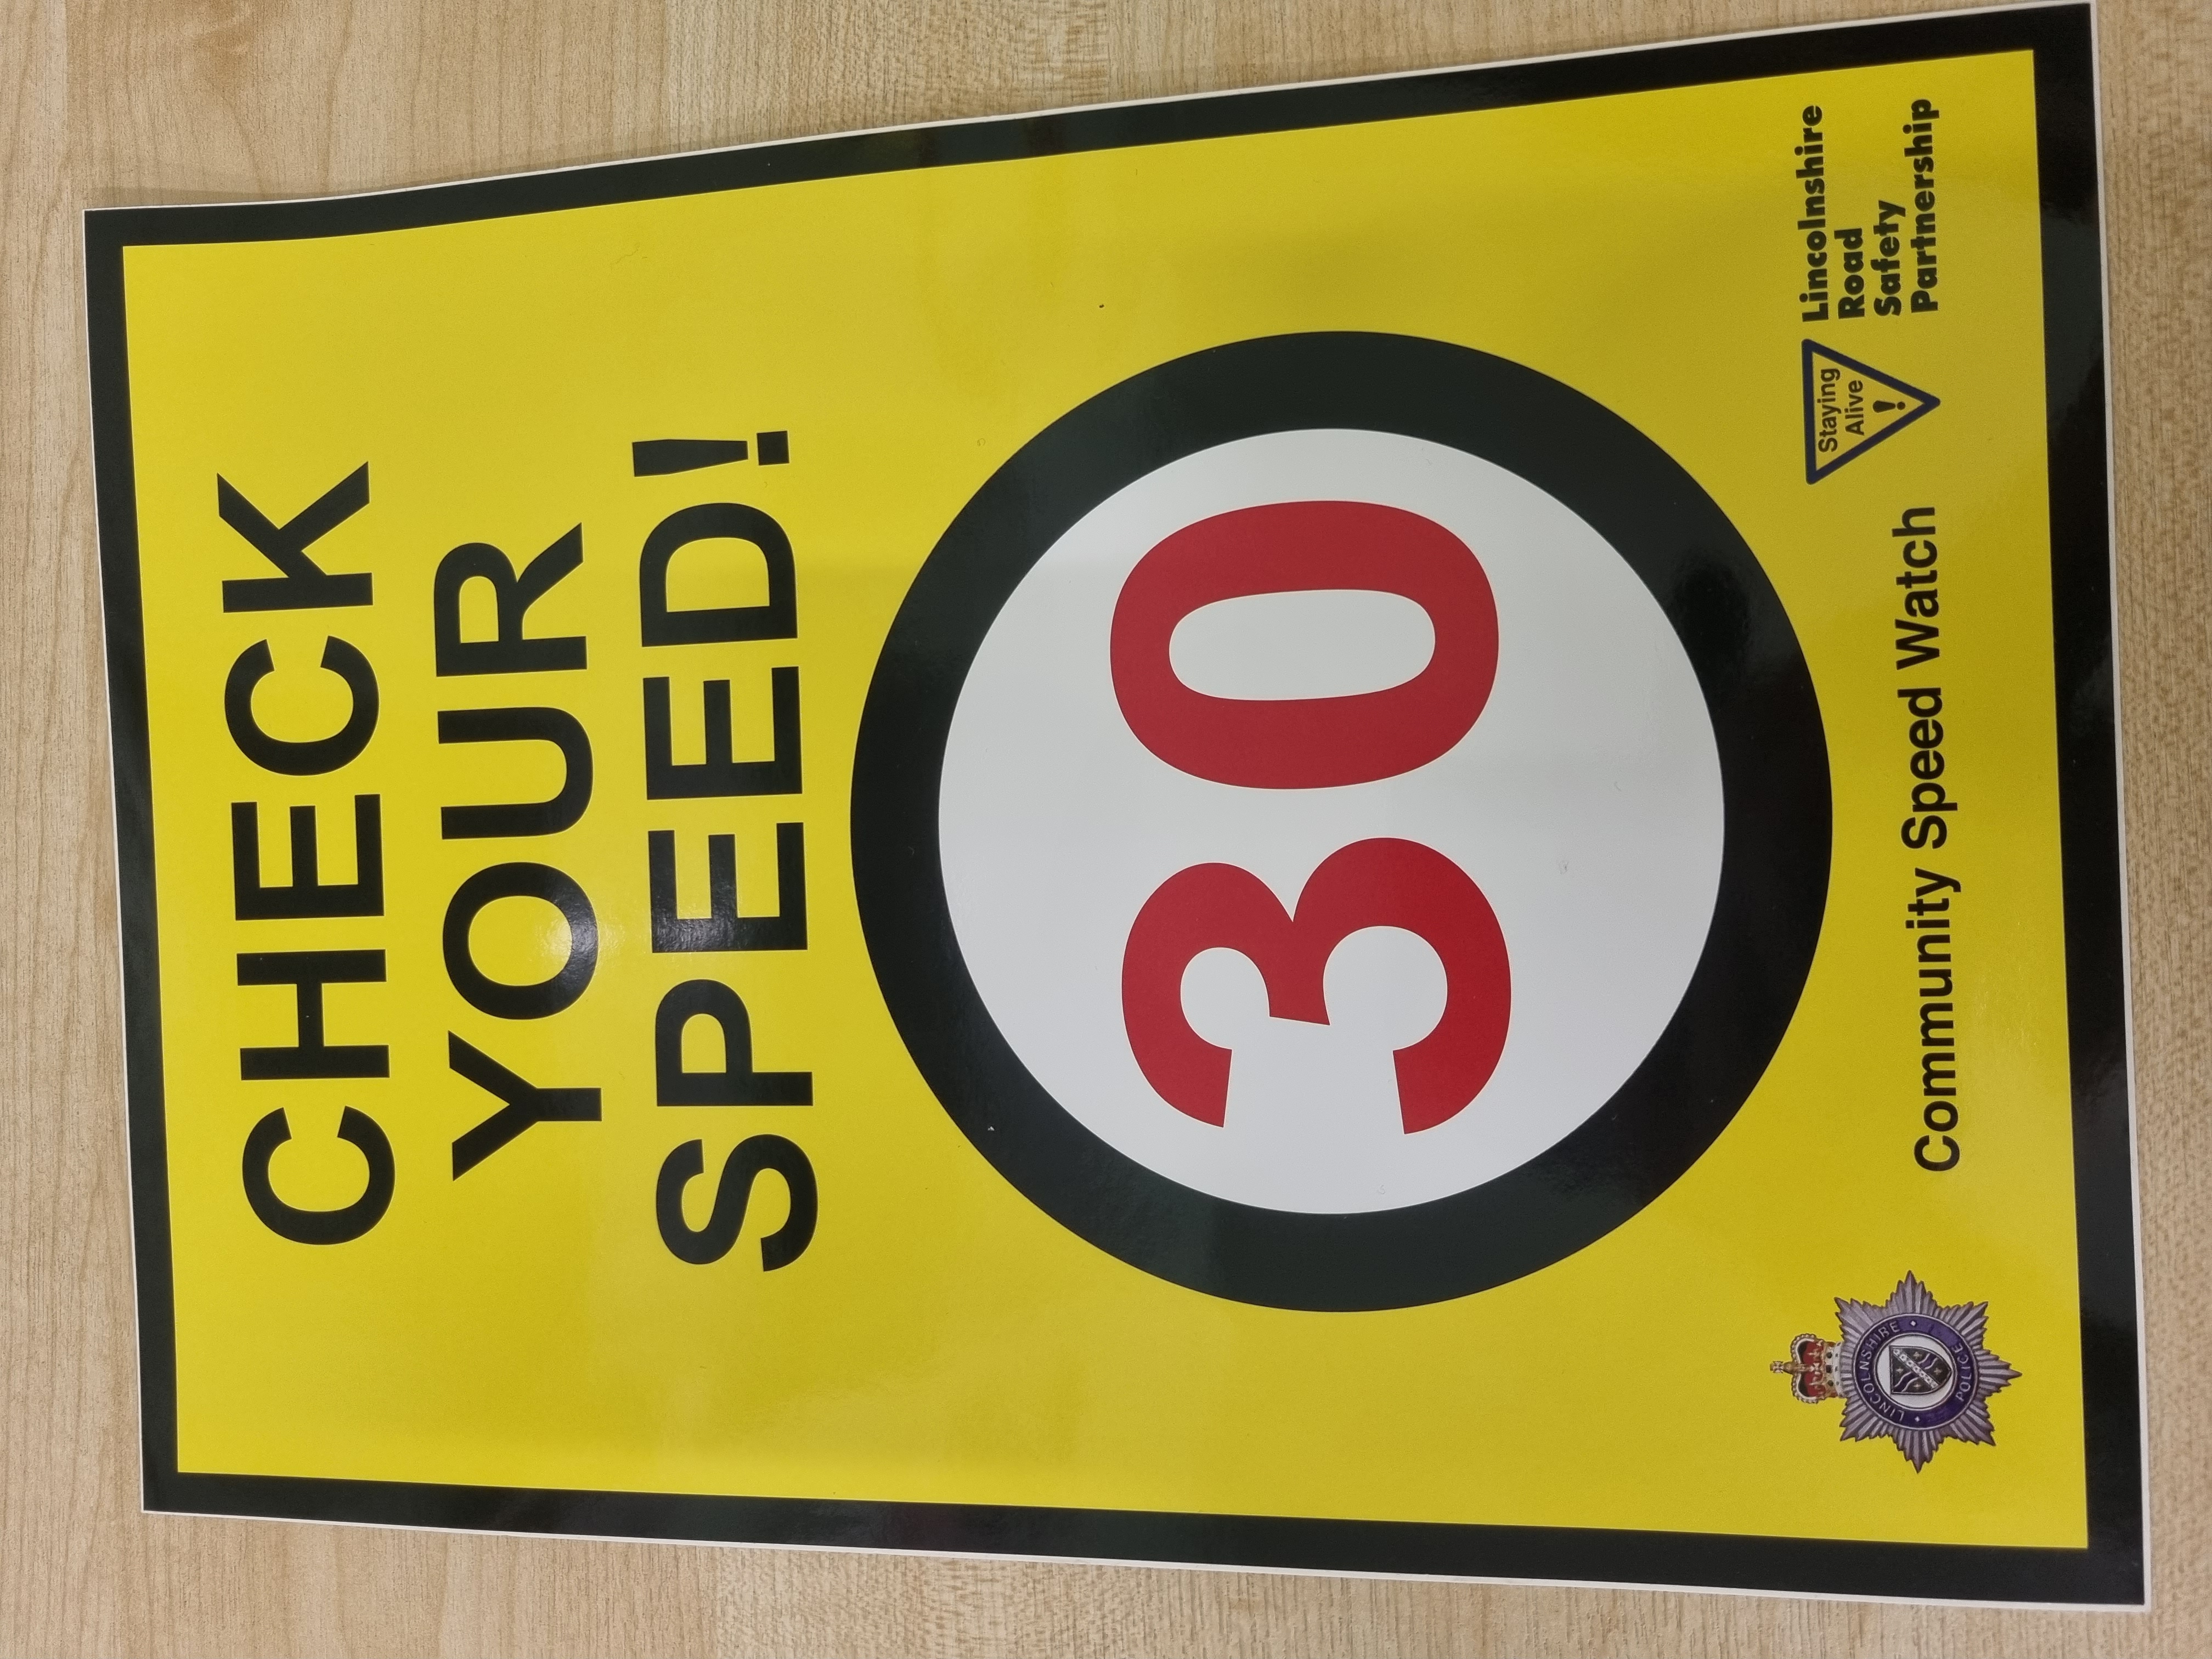 CHECK
YOUR
SPEED!
30
LINCOLNSHIRE
POLICE
Community Speed Watch
Staying
Alive
!
Lincolnshire
Road
Safety
Partnership